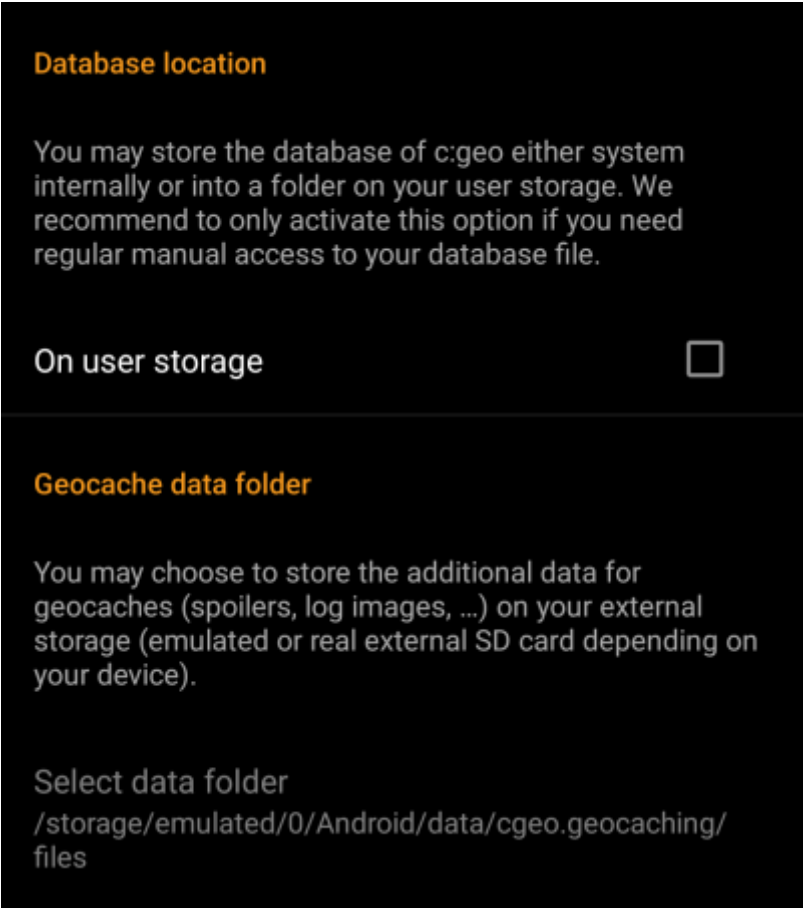 Database location
You may store the database of c:geo either system
internally or into a folder on your user storage. We
recommend to only activate this option if you need
regular manual access to your database file.
On user storage
Geocache data folder
You may choose to store the additional data for
geocaches (spoilers, log images, …) on your external
storage (emulated or real external SD card depending on
your device).
Select data folder
/storage/emulated/0/Android/data/cgeo.geocaching/
files